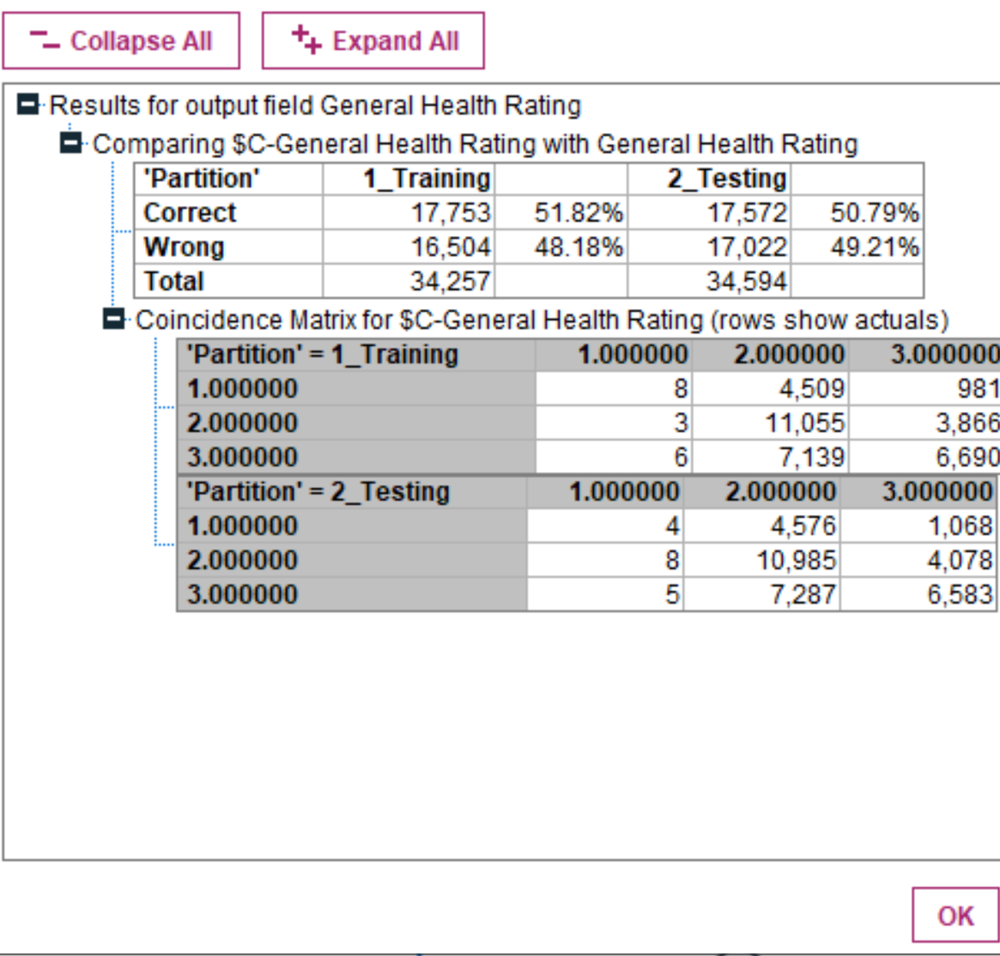 Collapse All Expand All
Results for output field General Health Rating
Comparing $C-General Health Rating with General Health Rating
'Partition' 1_Training 2_Testing
Correct 17,753 51.82% 17,572 50.79%
Wrong 16,504 48.18% 17,022 49.21%
Total 34,257 34,594
Coincidence Matrix for $C-General Health Rating (rows show actuals)
'Partition' = 1_Training 1.000000 2.000000 3.000000
1.000000 8 4,509 981
2.000000 3 11,055 3,866
3.000000 6 7,139 6,690
'Partition' = 2_Testing 1.000000 2.000000 3.000000
1.000000 4 4,576 1,068
2.000000 8 10,985 4,078
3.000000 5 7,287 6,583
OK